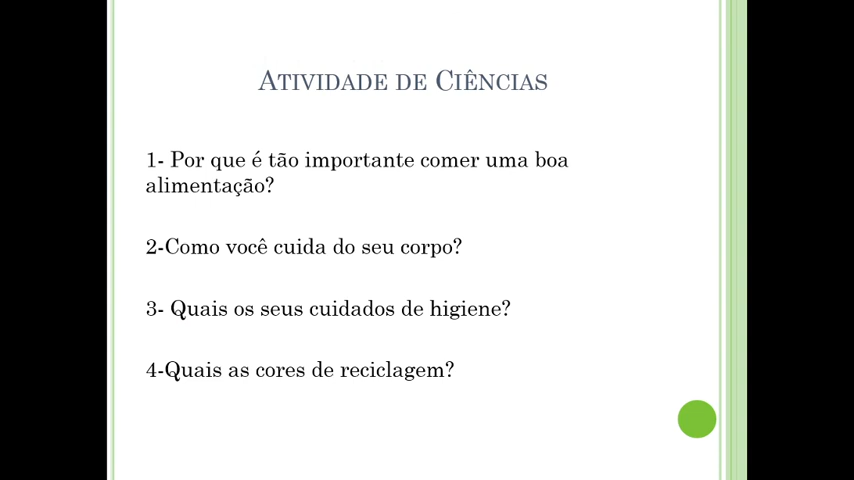 ATIVIDADE DE CIÊNCIAS
1- Por que é tão importante comer uma boa
alimentação?
2-Como você cuida do seu corpo?
3- Quais os seus cuidados de higiene?
4-Quais as cores de reciclagem?